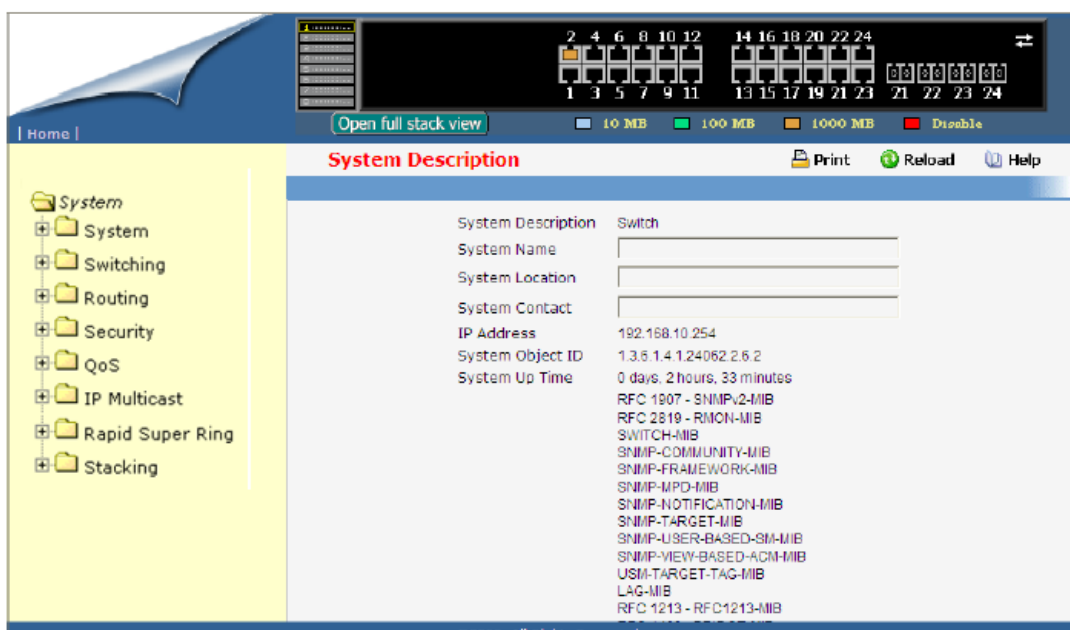 1
2 4 6 8 10 12 14 16 18 20 22 24
1 3 5 7 9 11 13 15 17 19 21 23 21 22 23 24
Open full stack view 10 MB 100 MB 1000 MB Disable
| Home |
System Description Print Reload Help
System
System
Switching
Routing
Security
QoS
IP Multicast
Rapid Super Ring
Stacking
System Description Switch
System Name
System Location
System Contact
IP Address 192.168.10.254
System Object ID 1.3.6.1.4.1.24062.2.6.2
System Up Time 0 days, 2 hours, 33 minutes
RFC 1907 - SNMPv2-MIB
RFC 2819 - RMON-MIB
SWITCH-MIB
SNMP-COMMUNITY-MIB
SNMP-FRAMEWORK-MIB
SNMP-MPD-MIB
SNMP-NOTIFICATION-MIB
SNMP-TARGET-MIB
SNMP-USER-BASED-SM-MIB
SNMP-VIEW-BASED-ACM-MIB
USM-TARGET-TAG-MIB
LAG-MIB
RFC 1213 - RFC1213-MIB